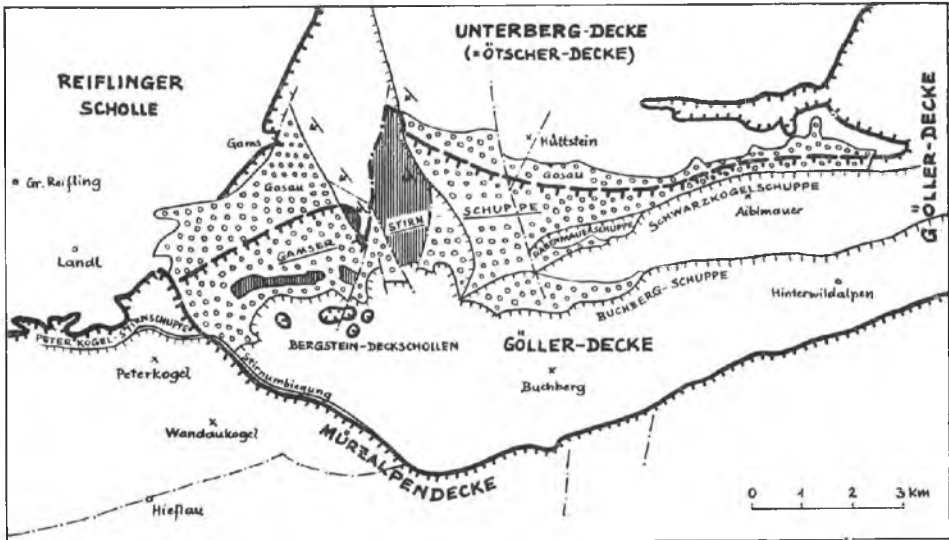 UNTERBERG-DECKE
(=ÖTSCHER-DECKE)
REIFLINGER
SCHOLLE
GÖLLER-DECKE
Gams
Hüttstein
Gr. Reifling
Gosau
Gosau
SCHUPPE
STIRN
GAMSER
SCHWARZKOGELSCHUPPE
Aiblmauer
Landl
BUCHBERG-SCHUPPE
Hinterwildalpen
PETERKOGEL-STIRNSCHUPPE
BERGSTEIN-DECKSCHOLLEN
GÖLLER-DECKE
Peterkogel
Stirnumbiegung
Buchberg
Wandaukogel
MÜRZALPENDECKE
Hieflau
0 1 2 3 KM